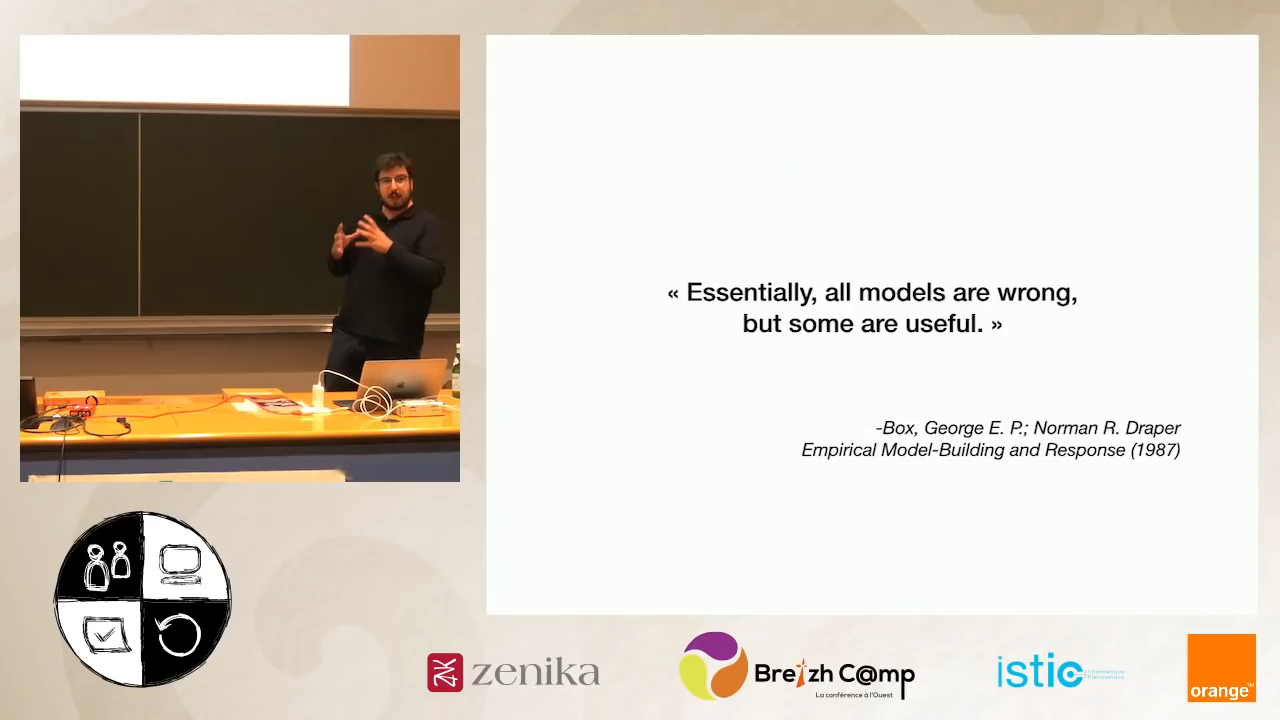 « Essentially, all models are wrong,
but some are useful. »
-Box, George E. P.; Norman R. Draper
Empirical Model-Building and Response (1987)
zenika
Breizh C@mp
La conférence à l'Ouest
istic
orange™